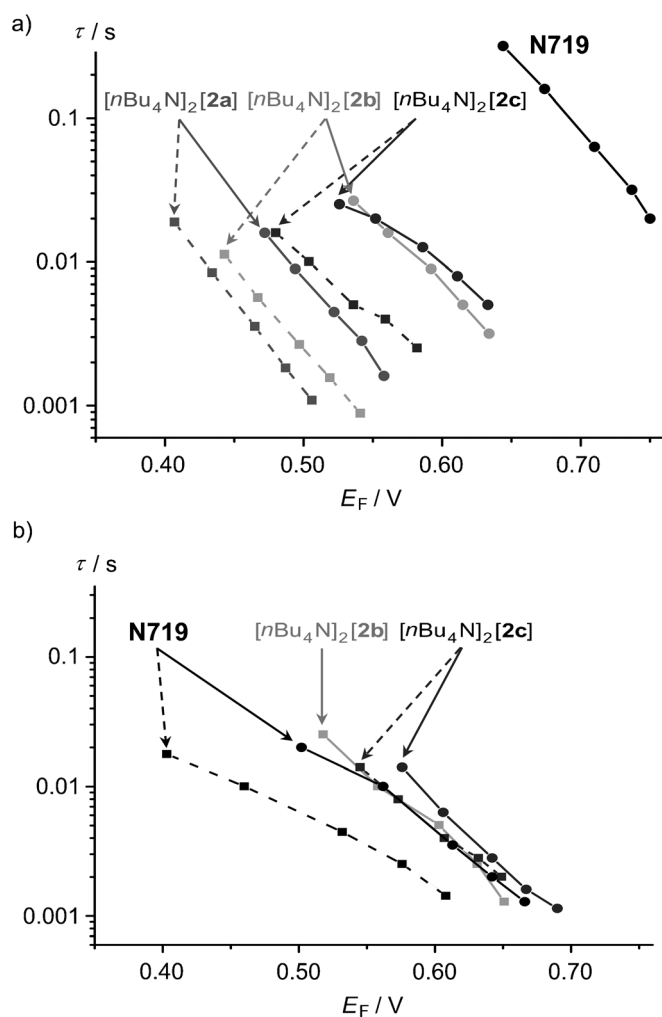 a)
τ / s
N719
[nBu₄N]₂[2a] [nBu₄N]₂[2b] [nBu₄N]₂[2c]
0.1
0.01
0.001
0.40 0.50 0.60 0.70
E_F / V
b)
τ / s
N719 [nBu₄N]₂[2b] [nBu₄N]₂[2c]
0.1
0.01
0.001
0.40 0.50 0.60 0.70
E_F / V